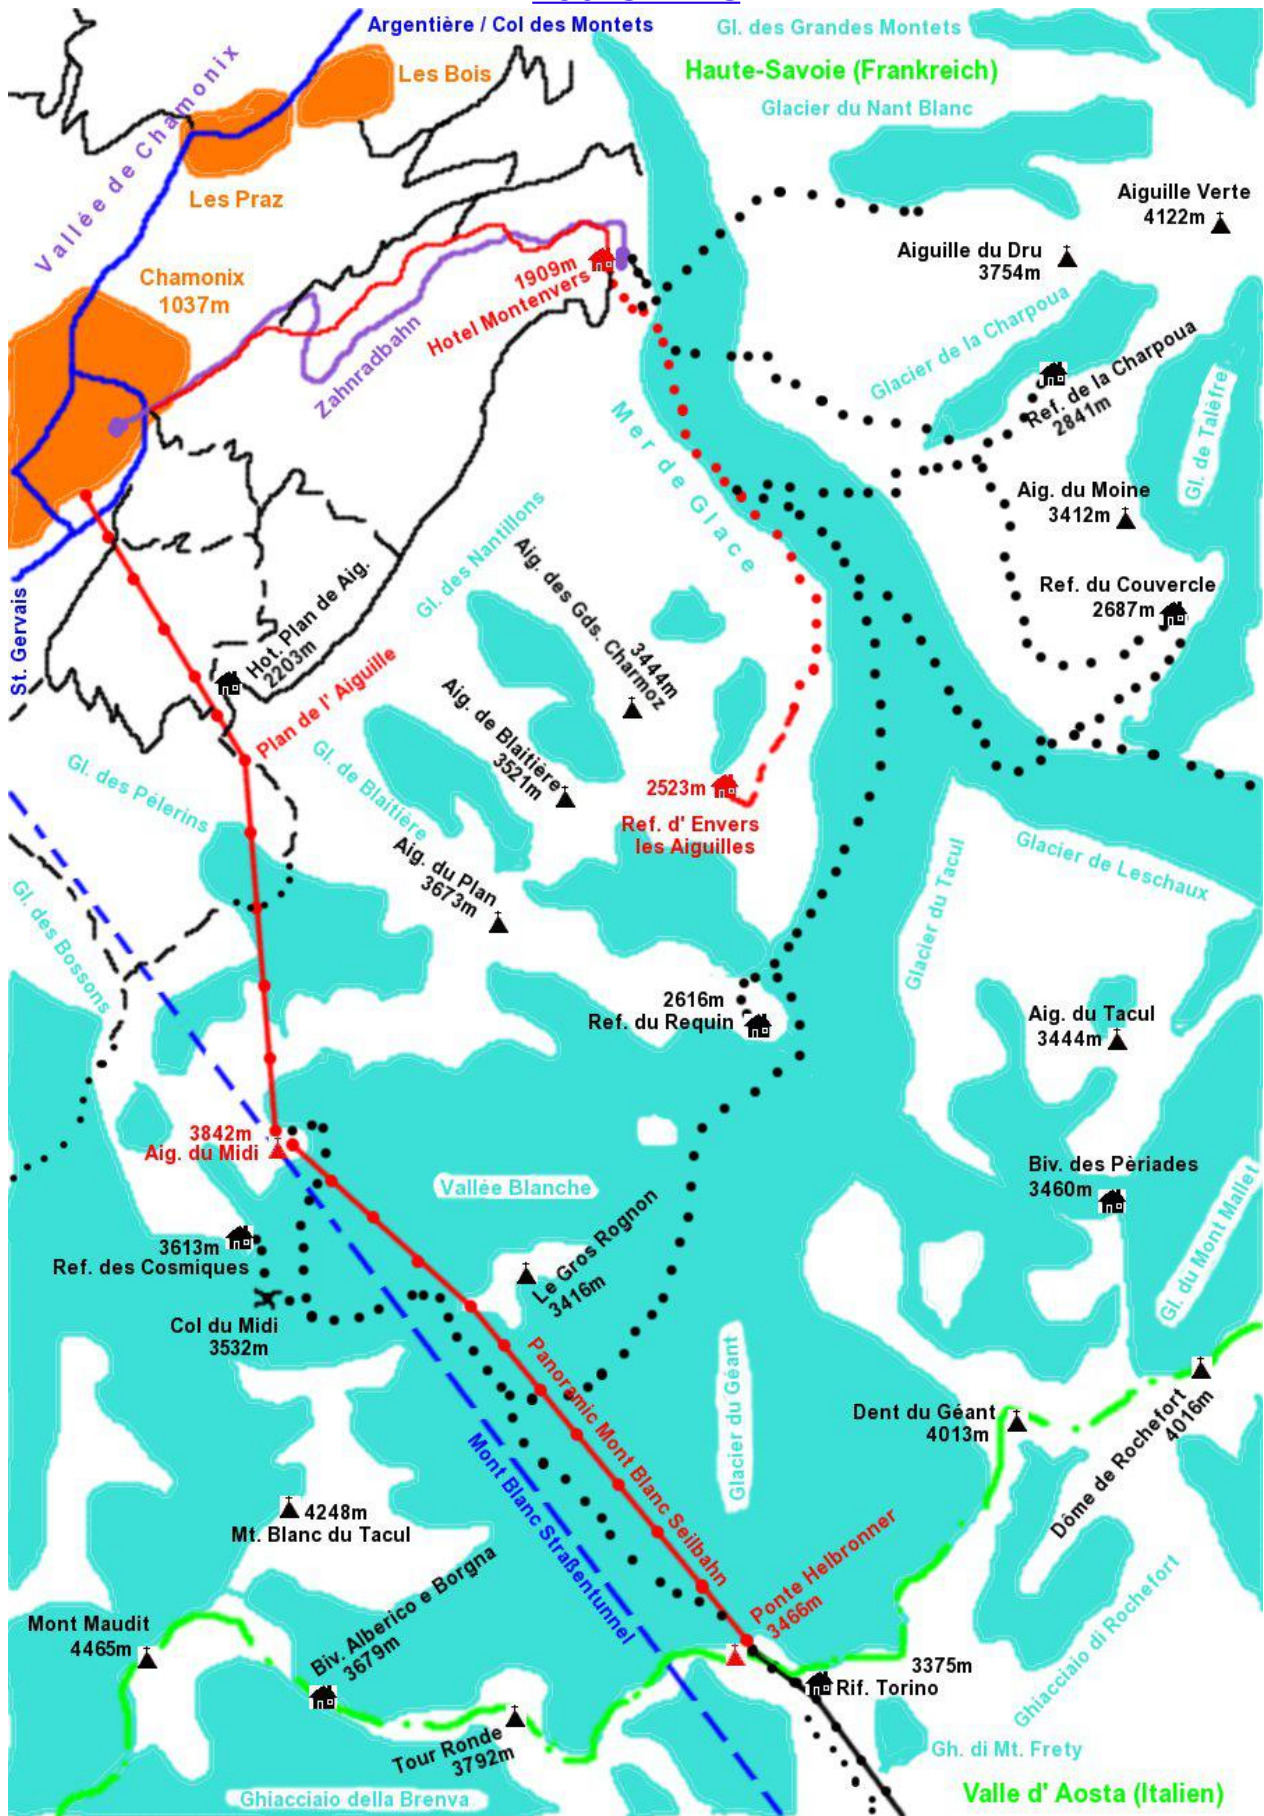 Argentière / Col des Montets
Gl. des Grandes Montets
Les Bois
Haute-Savoie (Frankreich)
Vallée de Chamonix
Glacier du Nant Blanc
Les Praz
Aiguille Verte
4122m
Aiguille du Dru
3754m
Chamonix
1037m
1909m
Hotel Montenvers
Zahnradbahn
Glacier de la Charpoua
Ref. de la Charpoua
2841m
Mer de Glace
Gl. de Talèfre
Aig. du Moine
3412m
Gl. des Nantillons
Aig. des Gds. Charmoz
3444m
Ref. du Couvercle
2687m
St. Gervais
Hot. Plan de Aig.
2203m
Plan de l' Aiguille
Aig. de Blaitière
3521m
Gl. de Blaitière
Gl. des Pélerins
2523m
Ref. d' Envers
les Aiguilles
Aig. du Plan
3673m
Glacier du Tacul
Glacier de Leschaux
Gl. des Bossons
2616m
Ref. du Requin
Aig. du Tacul
3444m
3842m
Aig. du Midi
Vallée Blanche
Biv. des Pèriades
3460m
Le Gros Rognon
3416m
3613m
Ref. des Cosmiques
Gl. du Mont Mallet
Col du Midi
3532m
Panoramic Mont Blanc Seilbahn
Glacier du Géant
Dent du Géant
4013m
Dôme de Rochefort
4016m
Mont Blanc Straßentunnel
4248m
Mt. Blanc du Tacul
Ponte Helbronner
3466m
Biv. Alberico e Borgna
3679m
Mont Maudit
4465m
Ghiacciaio di Rochefort
3375m
Rif. Torino
Tour Ronde
3792m
Gh. di Mt. Frety
Valle d' Aosta (Italien)
Ghiacciaio della Brenva